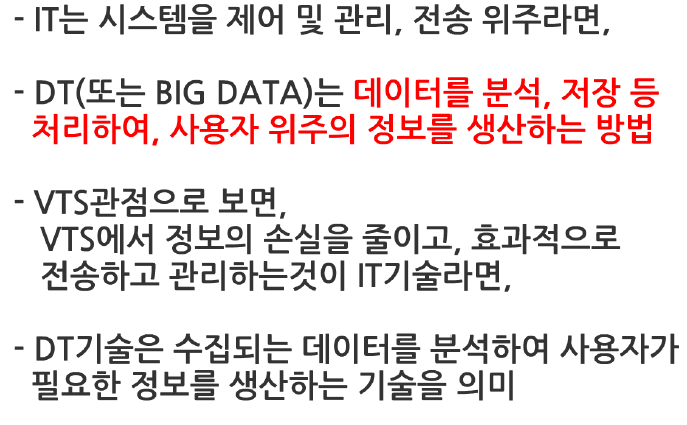 - IT는 시스템을 제어 및 관리, 전송 위주라면,
- DT(또는 BIG DATA)는 데이터를 분석, 저장 등
처리하여, 사용자 위주의 정보를 생산하는 방법
- VTS관점으로 보면,
VTS에서 정보의 손실을 줄이고, 효과적으로
전송하고 관리하는것이 IT기술라면,
- DT기술은 수집되는 데이터를 분석하여 사용자가
필요한 정보를 생산하는 기술을 의미